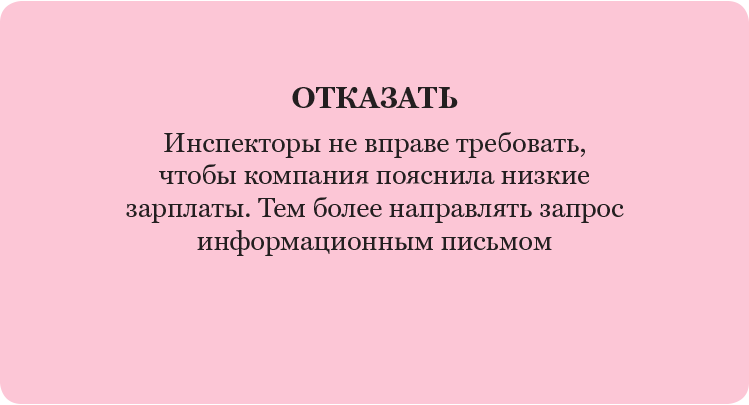 ОТКАЗАТЬ
Инспекторы не вправе требовать,
чтобы компания пояснила низкие
зарплаты. Тем более направлять запрос
информационным письмом